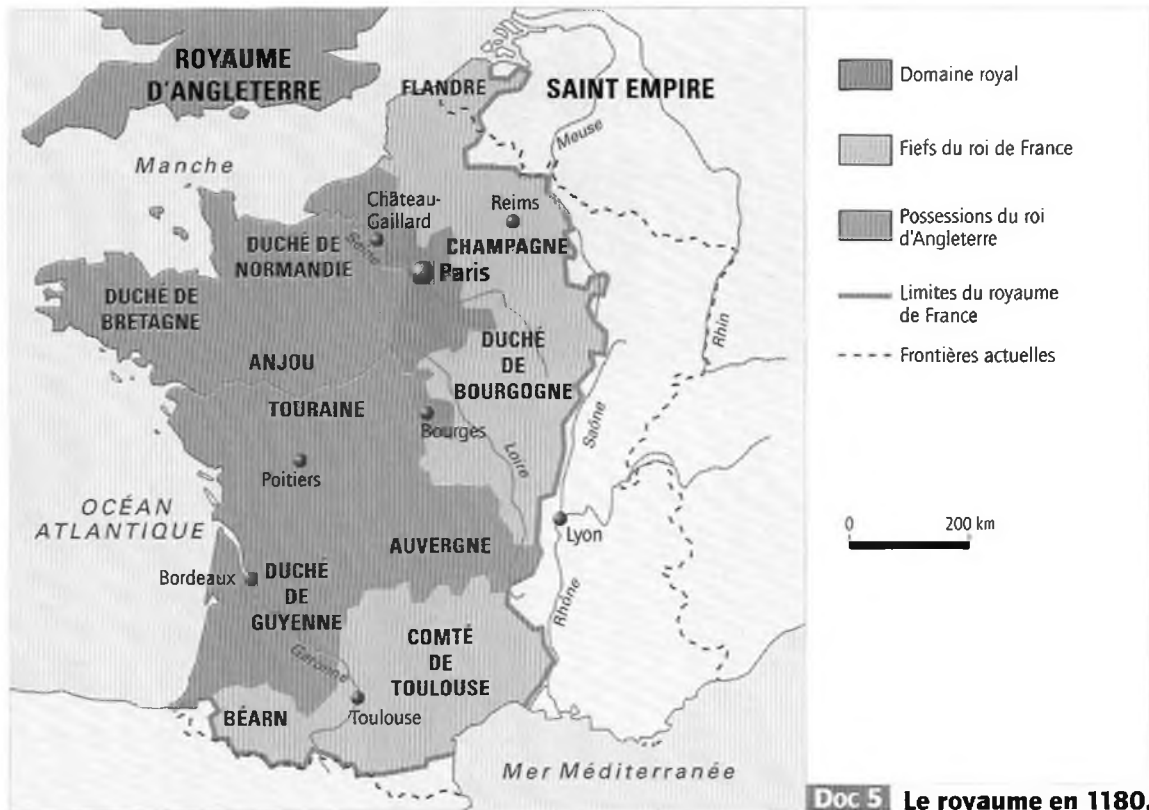 ROYAUME
D'ANGLETERRE
FLANDRE
SAINT EMPIRE
Meuse
Manche
Château-
Gaillard
Reims
Seine
DUCHÉ DE
NORMANDIE
CHAMPAGNE
Paris
DUCHÉ DE
BRETAGNE
Rhin
ANJOU
DUCHÉ
DE
BOURGOGNE
TOURAINE
Bourges
Saône
Loire
Poitiers
OCÉAN
ATLANTIQUE
Lyon
AUVERGNE
Bordeaux
DUCHÉ
DE
GUYENNE
Rhône
COMTÉ
DE
TOULOUSE
Garonne
BÉARN
Toulouse
Mer Méditerranée
Domaine royal
Fiefs du roi de France
Possessions du roi
d'Angleterre
Limites du royaume
de France
Frontières actuelles
0 200 km
Doc 5 Le royaume en 1180.